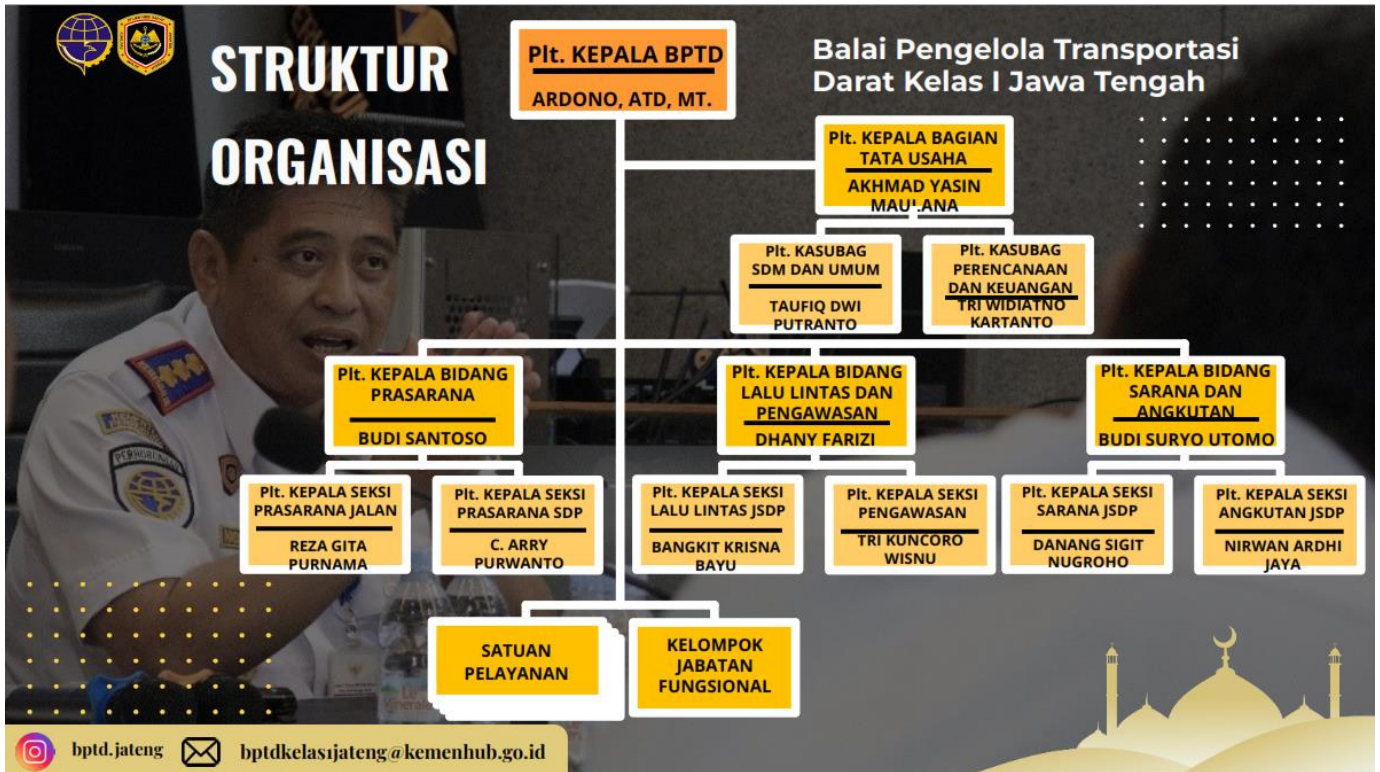 STRUKTUR
ORGANISASI
Plt. KEPALA BPTD
ARDONO, ATD, MT.
Balai Pengelola Transportasi
Darat Kelas I Jawa Tengah
Plt. KEPALA BAGIAN
TATA USAHA
AKHMAD YASIN
MAULANA
Plt. KASUBAG
SDM DAN UMUM
TAUFIQ DWI
PUTRANTO
Plt. KASUBAG
PERENCANAAN
DAN KEUANGAN
TRI WIDIATNO
KARTANTO
Plt. KEPALA BIDANG
PRASARANA
BUDI SANTOSO
Plt. KEPALA BIDANG
LALU LINTAS DAN
PENGAWASAN
DHANY FARIZI
Plt. KEPALA BIDANG
SARANA DAN
ANGKUTAN
BUDI SURYO UTOMO
Plt. KEPALA SEKSI
PRASARANA JALAN
REZA GITA
PURNAMA
Plt. KEPALA SEKSI
PRASARANA SDP
C. ARRY
PURWANTO
Plt. KEPALA SEKSI
LALU LINTAS JSDP
BANGKIT KRISNA
BAYU
Plt. KEPALA SEKSI
PENGAWASAN
TRI KUNCORO
WISNU
Plt. KEPALA SEKSI
SARANA JSDP
DANANG SIGIT
NUGROHO
Plt. KEPALA SEKSI
ANGKUTAN JSDP
NIRWAN ARDHI
JAYA
SATUAN
PELAYANAN
KELOMPOK
JABATAN
FUNGSIONAL
bptd.jateng
bptdkelas1jateng@kemenhub.go.id